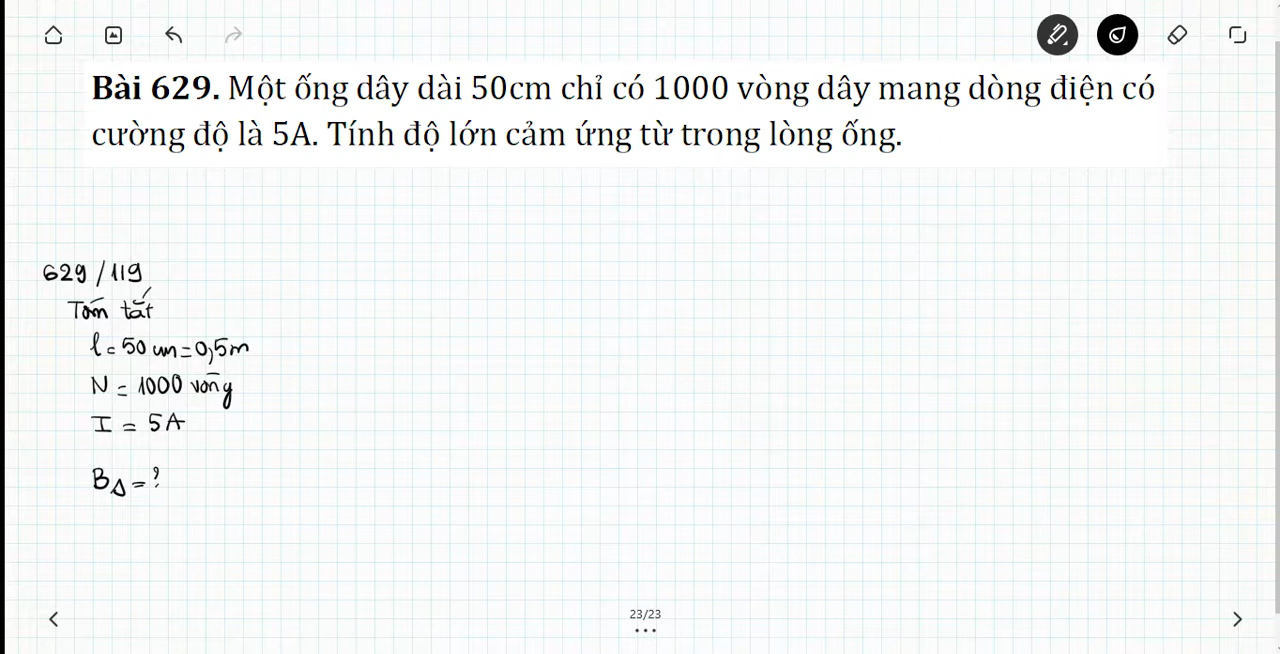 Bài 629. Một ống dây dài 50cm chỉ có 1000 vòng dây mang dòng điện có
cường độ là 5A. Tính độ lớn cảm ứng từ trong lòng ống.
629/119
Tóm tắt
l = 50 cm = 0,5m
N = 1000 vòng
I = 5A
B_Δ = ?
23/23